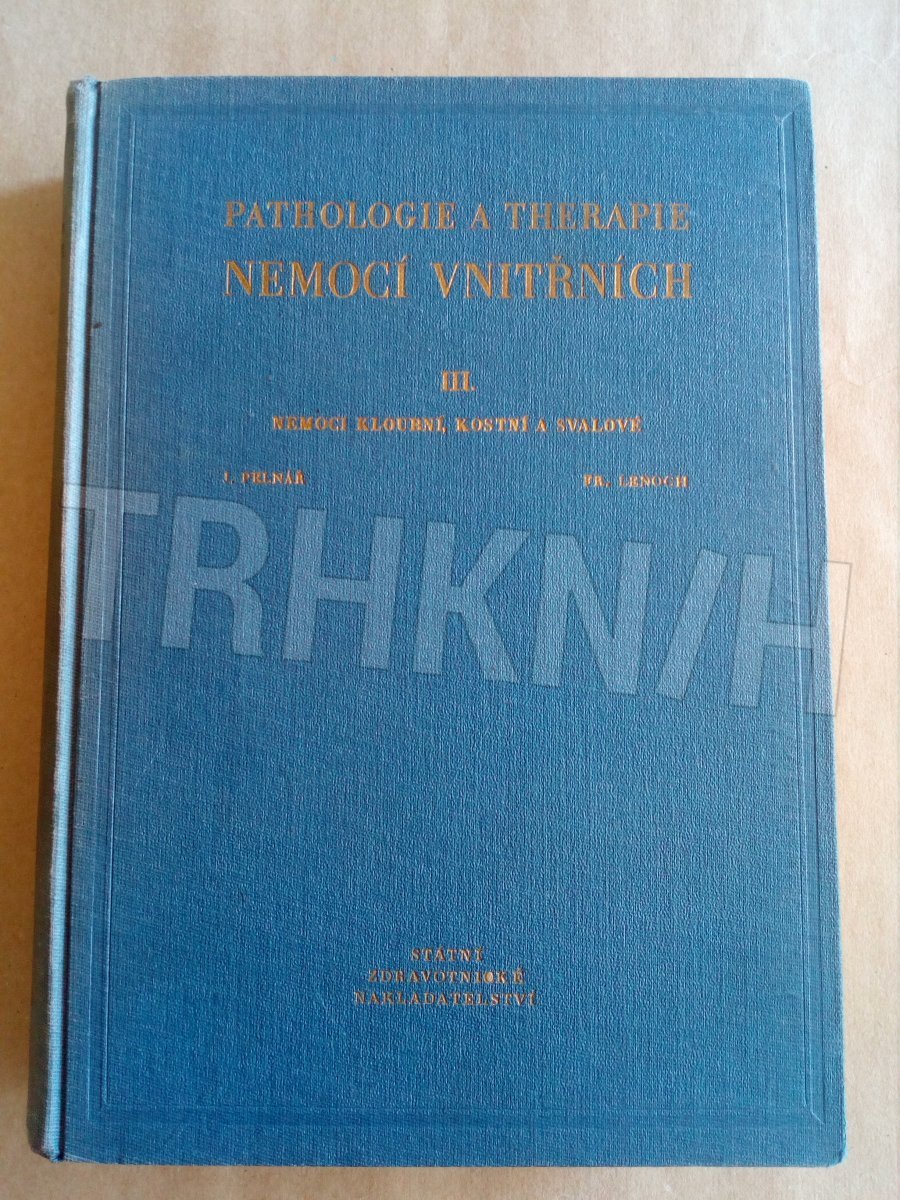 PATHOLOGIE A THERAPIE
NEMOCÍ VNITŘNÍCH
III.
NEMOCI KLOUBNÍ, KOSTNÍ A SVALOVÉ
J. PELNÁŘ FR. LENOCH
TRHKNIH
STÁTNÍ
ZDRAVOTNICKÉ
NAKLADATELSTVÍ